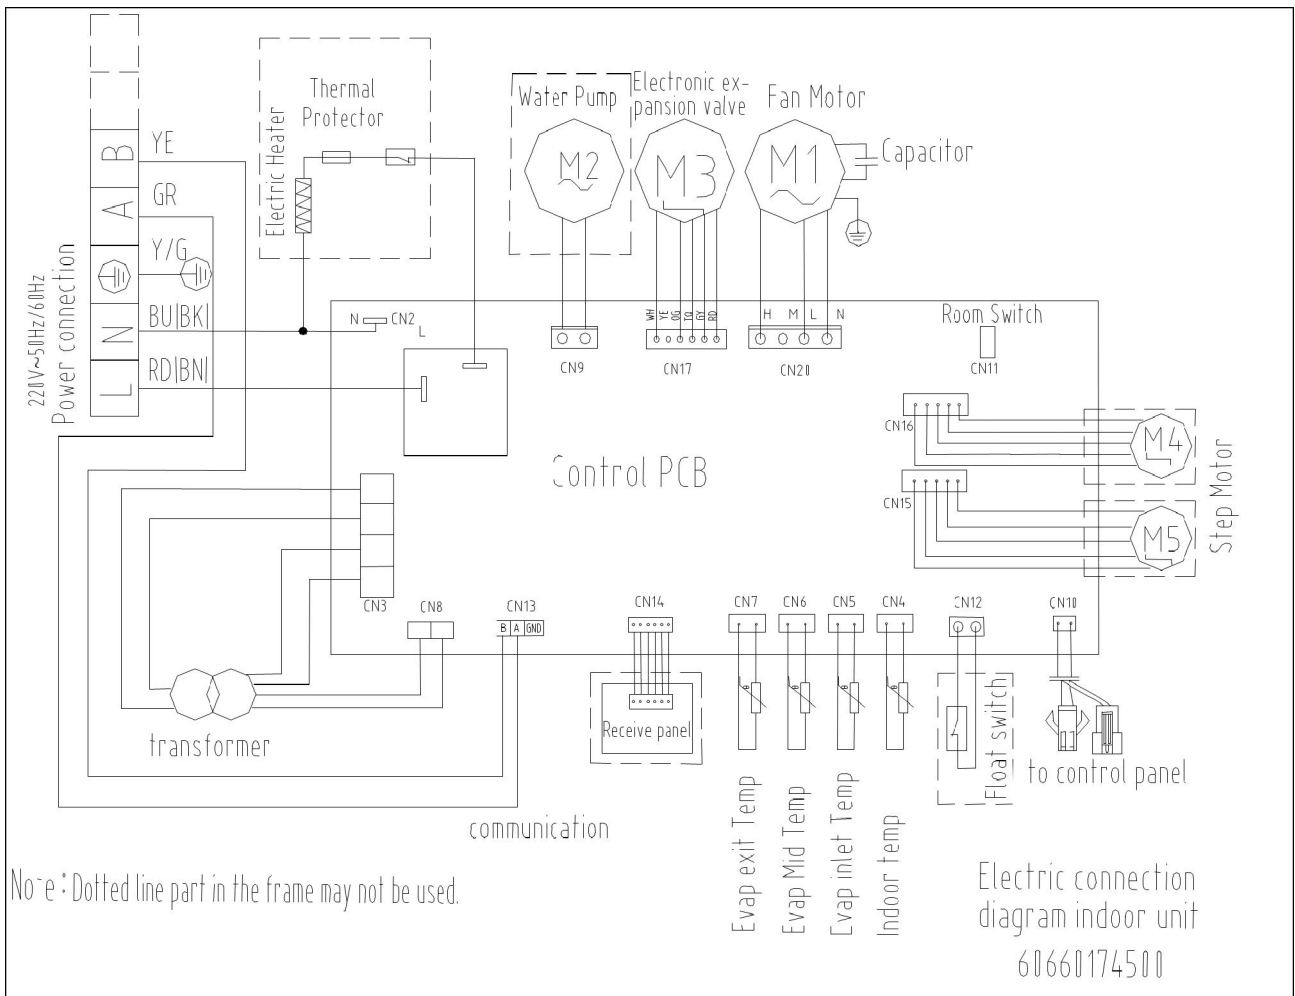 B
YE
A
GR
Y/G
N
BU|BK|
L
RD|BN|
220V~50Hz/60Hz
Power connection
Thermal
Protector
Electric Heater
Water Pump
M2
Electronic ex-
pansion valve
M3
Fan Motor
M1
Capacitor
N
CN2
L
CN9
WH
YE
OG
GY
RD
CN17
H M L N
CN20
Room Switch
CN11
CN16
M4
CN15
M5
Step Motor
Control PCB
CN3
CN8
CN13
B A GND
CN14
CN7
CN6
CN5
CN4
CN12
CN10
transformer
Receive panel
Float switch
to control panel
communication
Evap exit Temp
Evap Mid Temp
Evap inlet Temp
Indoor temp
Note: Dotted line part in the frame may not be used.
Electric connection
diagram indoor unit
60660174500